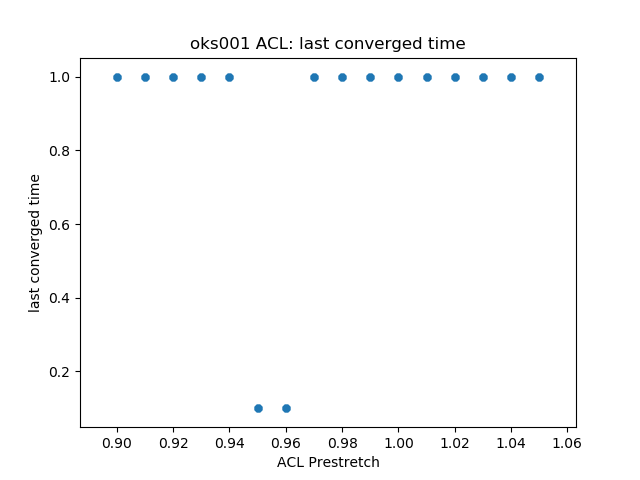 oks001 ACL: last converged time
last converged time
1.0
0.8
0.6
0.4
0.2
0.90 0.92 0.94 0.96 0.98 1.00 1.02 1.04 1.06
ACL Prestretch